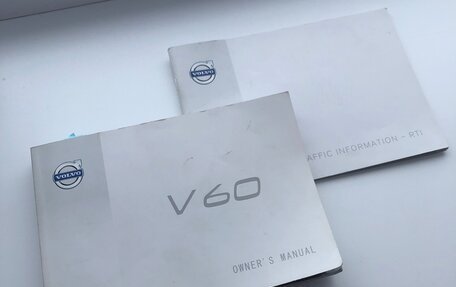 VOLVO
AFFIC INFORMATION - RTI
VOLVO
V60
OWNER'S MANUAL